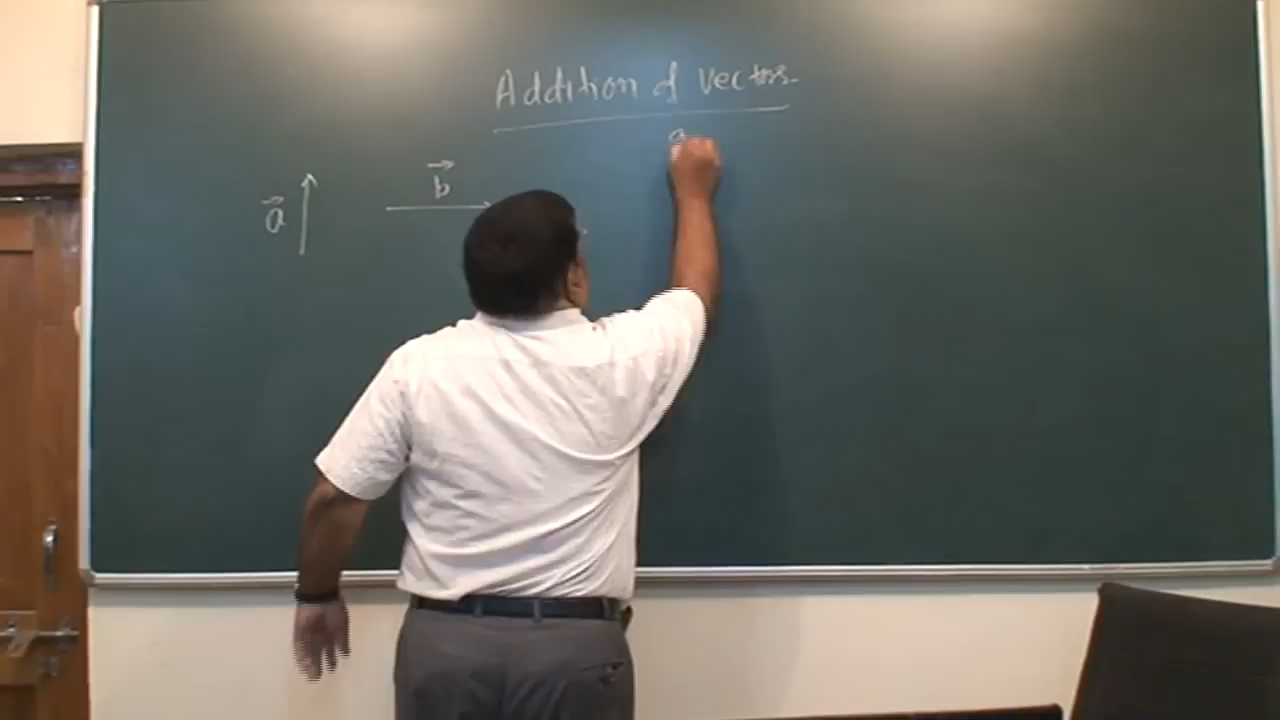 Addition of vectors.
a
→b
→a